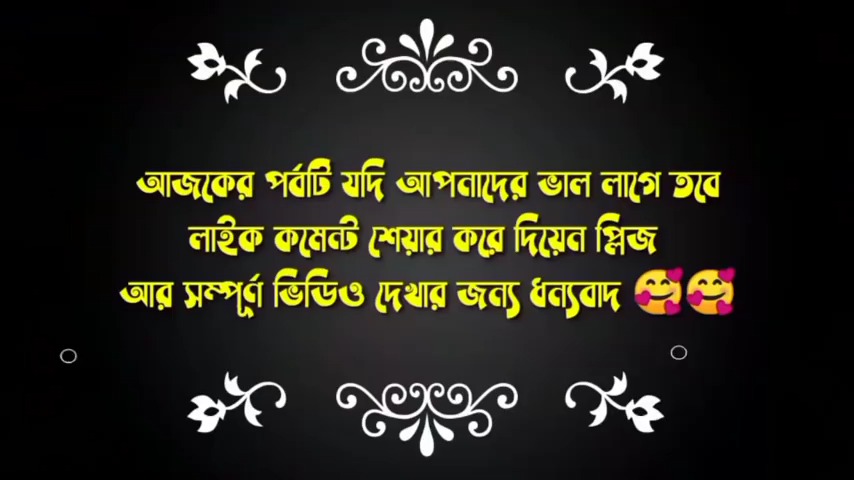 আজকের পর্বটি যদি আপনাদের ভাল লাগে তবে
লাইক কমেন্ট শেয়ার করে দিয়েন প্লিজ
আর সম্পূর্ণ ভিডিও দেখার জন্য ধন্যবাদ 🥰🥰